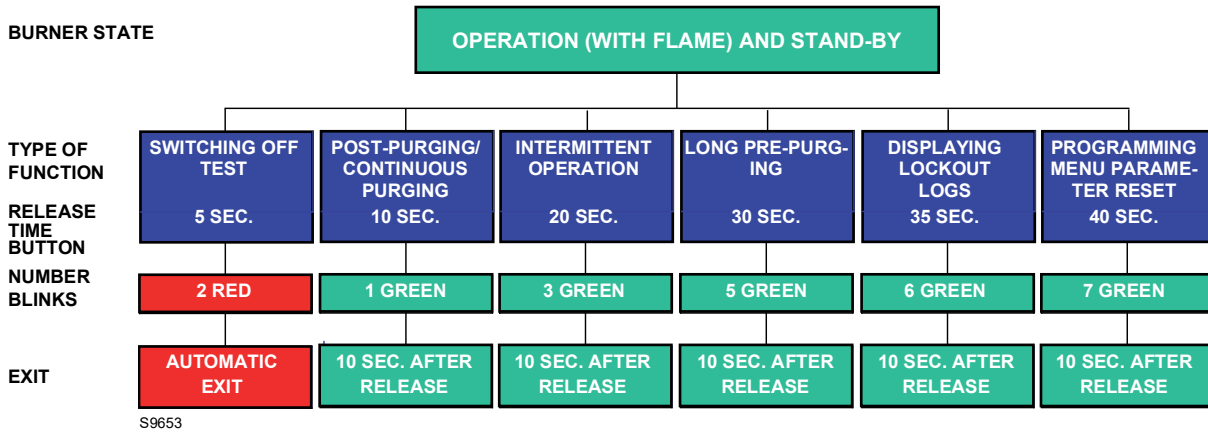 BURNER STATE
OPERATION (WITH FLAME) AND STAND-BY
TYPE OF
FUNCTION
SWITCHING OFF
TEST
POST-PURGING/
CONTINUOUS
PURGING
INTERMITTENT
OPERATION
LONG PRE-PURG-
ING
DISPLAYING
LOCKOUT
LOGS
PROGRAMMING
MENU PARAME-
TER RESET
RELEASE
TIME
BUTTON
5 SEC.
10 SEC.
20 SEC.
30 SEC.
35 SEC.
40 SEC.
NUMBER
BLINKS
2 RED
1 GREEN
3 GREEN
5 GREEN
6 GREEN
7 GREEN
EXIT
AUTOMATIC
EXIT
10 SEC. AFTER
RELEASE
10 SEC. AFTER
RELEASE
10 SEC. AFTER
RELEASE
10 SEC. AFTER
RELEASE
10 SEC. AFTER
RELEASE
S9653